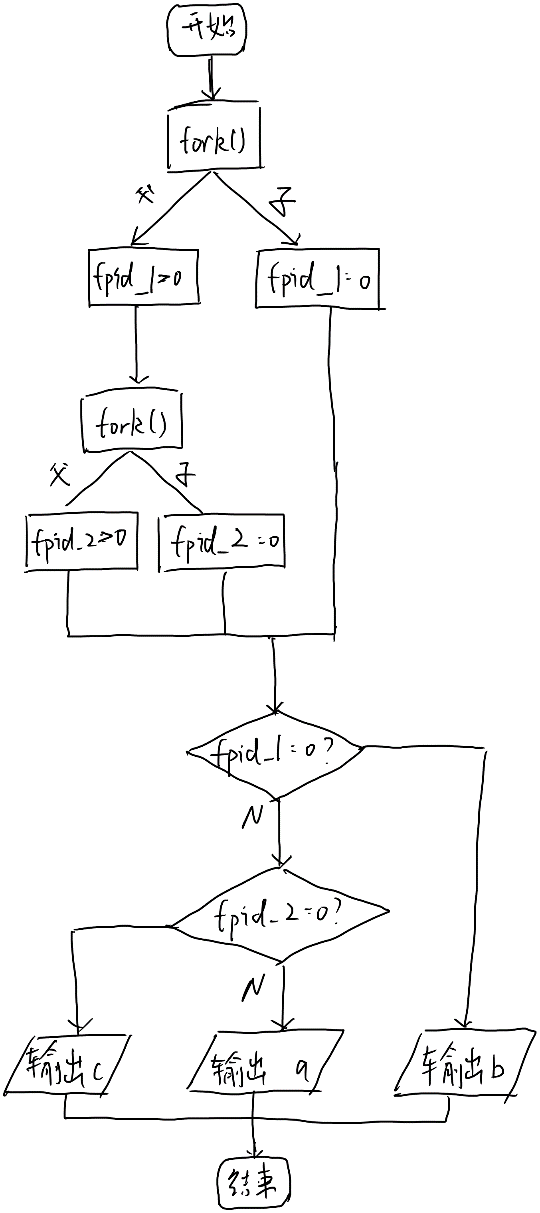 开始
fork()
父
子
fpid_1>0
fpid_1=0
fork()
父
子
fpid_2>0
fpid_2=0
fpid_1=0?
N
fpid_2=0?
N
输出c
输出 a
输出b
结束